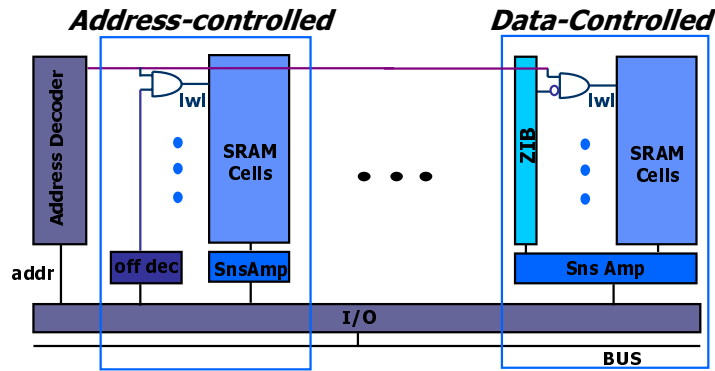 Address-controlled
Data-Controlled
Address Decoder
lwl
SRAM
Cells
ZIB
lwl
SRAM
Cells
addr
off dec
SnsAmp
Sns Amp
I/O
BUS